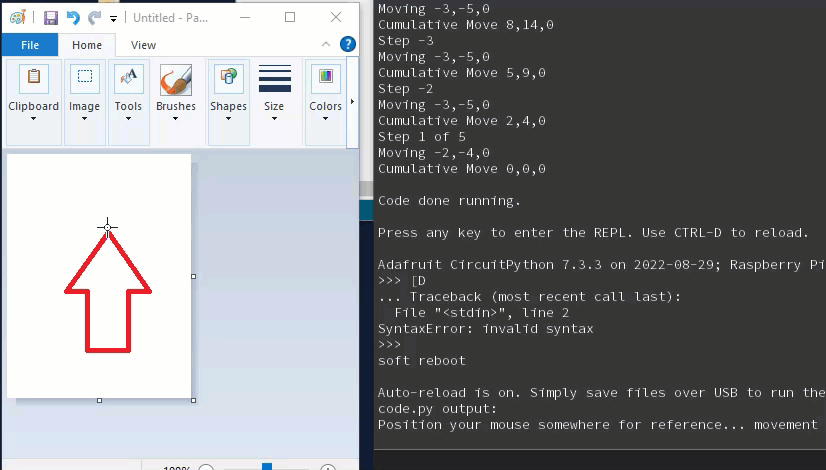 Untitled - Pa...
File Home View
Clipboard Image Tools Brushes Shapes Size Colors
Moving -3,-5,0
Cumulative Move 8,14,0
Step -3
Moving -3,-5,0
Cumulative Move 5,9,0
Step -2
Moving -3,-5,0
Cumulative Move 2,4,0
Step 1 of 5
Moving -2,-4,0
Cumulative Move 0,0,0
Code done running.
Press any key to enter the REPL. Use CTRL-D to reload.
Adafruit CircuitPython 7.3.3 on 2022-08-29; Raspberry Pi
>>> [D
... Traceback (most recent call last):
File "<stdin>", line 2
SyntaxError: invalid syntax
>>>
soft reboot
Auto-reload is on. Simply save files over USB to run the
code.py output:
Position your mouse somewhere for reference... movement